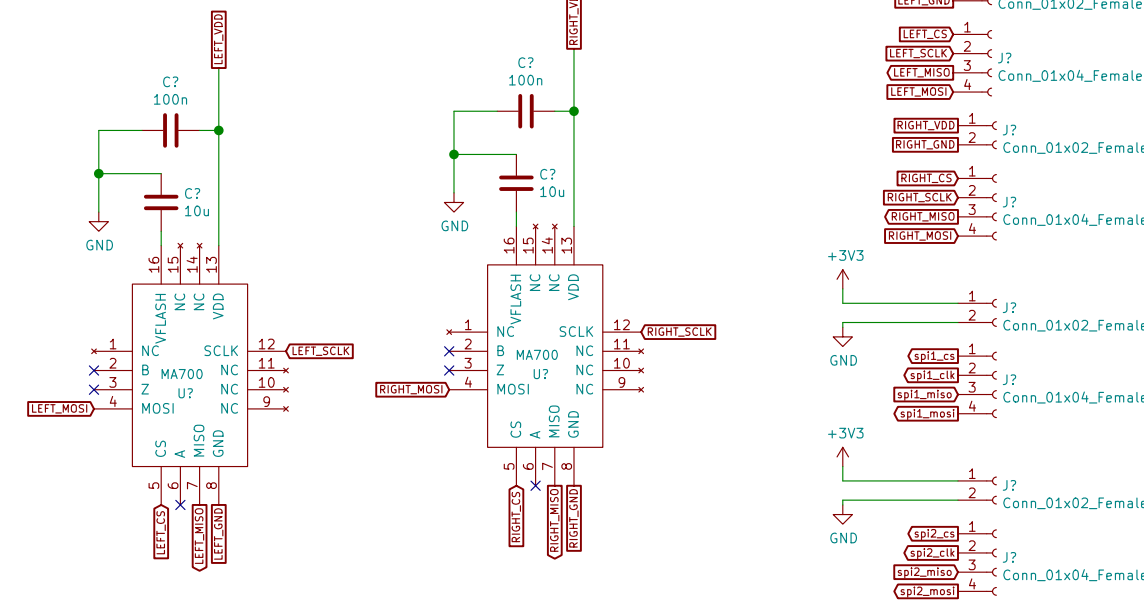 LEFT_VDD
C?
100n
C?
10u
GND
16
15
14
13
VFLASH
NC
NC
VDD
1
NC
2
B
3
Z
4
MOSI
LEFT_MOSI
MA700
U?
SCLK
12
LEFT_SCLK
NC
11
NC
10
NC
9
CS
A
MISO
GND
5
6
7
8
LEFT_CS
LEFT_MISO
LEFT_GND
C?
100n
C?
10u
GND
16
15
14
13
VFLASH
NC
NC
VDD
1
NC
2
B
3
Z
4
MOSI
RIGHT_MOSI
MA700
U?
SCLK
12
RIGHT_SCLK
NC
11
NC
10
NC
9
CS
A
MISO
GND
5
6
7
8
RIGHT_CS
RIGHT_MISO
RIGHT_GND
LEFT_GND
Conn_01x02_Female
LEFT_CS 1
LEFT_SCLK 2
LEFT_MISO 3
LEFT_MOSI 4
J?
Conn_01x04_Female
RIGHT_VDD 1
RIGHT_GND 2
J?
Conn_01x02_Female
RIGHT_CS 1
RIGHT_SCLK 2
RIGHT_MISO 3
RIGHT_MOSI 4
J?
Conn_01x04_Female
+3V3
1
2
GND
J?
Conn_01x02_Female
spi1_cs 1
spi1_clk 2
spi1_miso 3
spi1_mosi 4
J?
Conn_01x04_Female
+3V3
1
2
GND
J?
Conn_01x02_Female
spi2_cs 1
spi2_clk 2
spi2_miso 3
spi2_mosi 4
J?
Conn_01x04_Female